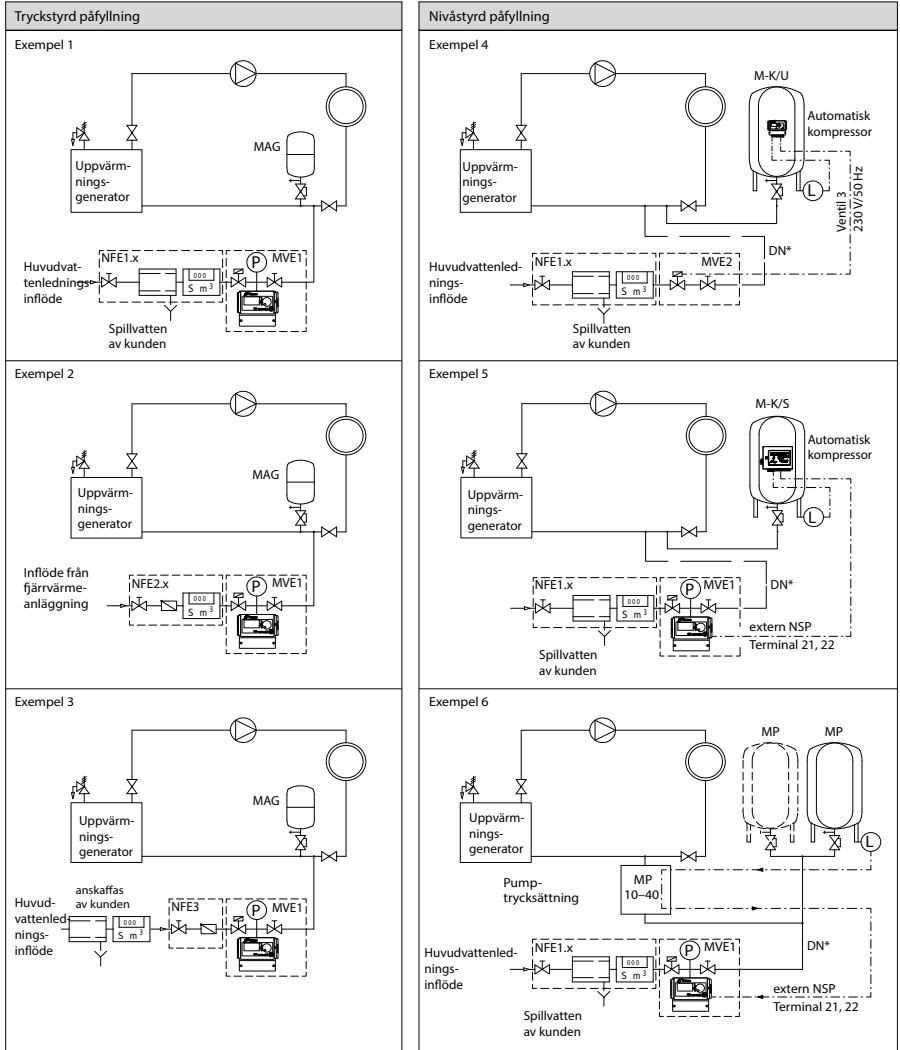 Tryckstyrd påfyllning
Exempel 1
MAG
Uppvärm-
nings-
generator
Huvudvat-
tenlednings-
inflöde
NFE1.x
000
S m³
P
MVE1
Spillvatten
av kunden
Exempel 2
MAG
Uppvärm-
nings-
generator
Inflöde från
fjärrvärme-
anläggning
NFE2.x
000
S m³
P
MVE1
Exempel 3
MAG
Uppvärm-
nings-
generator
Huvud-
vattenled-
nings-
inflöde
anskaffas
av kunden
000
S m³
NFE3
P
MVE1
Nivåstyrd påfyllning
Exempel 4
M-K/U
Automatisk
kompressor
Uppvärm-
nings-
generator
L
Ventil 3
230 V/50 Hz
DN*
Huvudvattenled-
nings-
inflöde
NFE1.x
000
S m³
MVE2
Spillvatten
av kunden
Exempel 5
M-K/S
Automatisk
kompressor
Uppvärm-
nings-
generator
L
DN*
NFE1.x
000
S m³
P
MVE1
extern NSP
Terminal 21, 22
Spillvatten
av kunden
Exempel 6
MP
MP
Uppvärm-
nings-
generator
L
Pump-
trycksättning
MP
10–40
DN*
Huvudvattenled-
nings-
inflöde
NFE1.x
000
S m³
P
MVE1
extern NSP
Terminal 21, 22
Spillvatten
av kunden